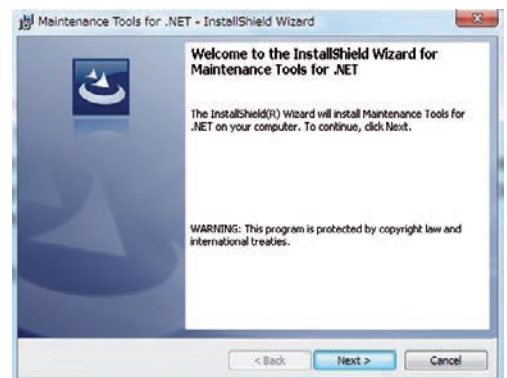 Maintenance Tools for .NET - InstallShield Wizard
Welcome to the InstallShield Wizard for
Maintenance Tools for .NET
The InstallShield(R) Wizard will install Maintenance Tools for
.NET on your computer. To continue, click Next.
WARNING: This program is protected by copyright law and
international treaties.
< Back Next > Cancel